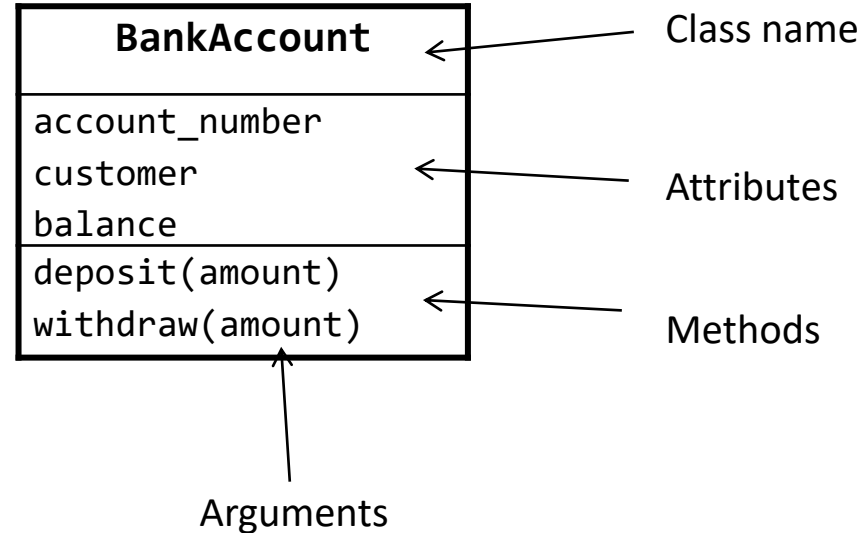 BankAccount
Class name
account_number
customer
balance
Attributes
deposit(amount)
withdraw(amount)
Methods
Arguments